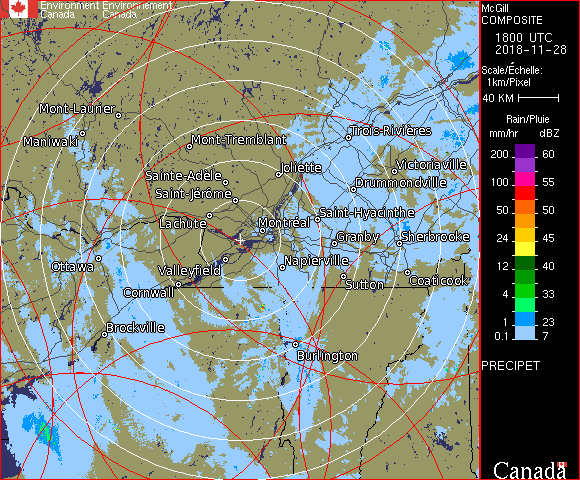 Environment Environnement
Canada Canada
McGill
COMPOSITE
1800 UTC
2018-11-28
Scale/Échelle:
1km/Pixel
40 KM
Rain/Pluie
mm/hr dBZ
200 60
100 55
50 50
24 45
12 40
4 33
1 23
0.1 7
PRECIPET
Canada
Mont-Laurier
Maniwaki
Mont-Tremblant
Trois-Rivières
Sainte-Adèle
Joliette
Victoriaville
Saint-Jérôme
Drummondville
Lachute
Montréal
Saint-Hyacinthe
Granby
Sherbrooke
Ottawa
Valleyfield
Napierville
Cornwall
Sutton
Coaticook
Brockville
Burlington